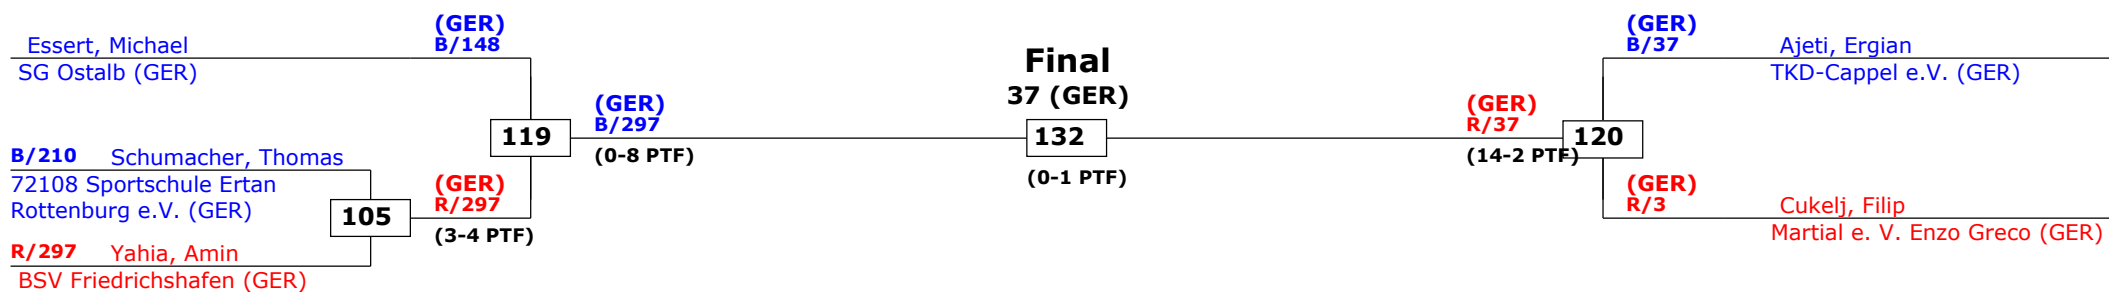 (GER)
B/148
Essert, Michael
SG Ostalb (GER)
B/210 Schumacher, Thomas
72108 Sportschule Ertan
Rottenburg e.V. (GER)
R/297 Yahia, Amin
BSV Friedrichshafen (GER)
105
(GER)
R/297
(3-4 PTF)
119
(GER)
B/297
(0-8 PTF)
Final
37 (GER)
132
(0-1 PTF)
(GER)
R/37
(14-2 PTF)
120
(GER)
B/37
Ajeti, Ergian
TKD-Cappel e.V. (GER)
(GER)
R/3
Cukelj, Filip
Martial e. V. Enzo Greco (GER)